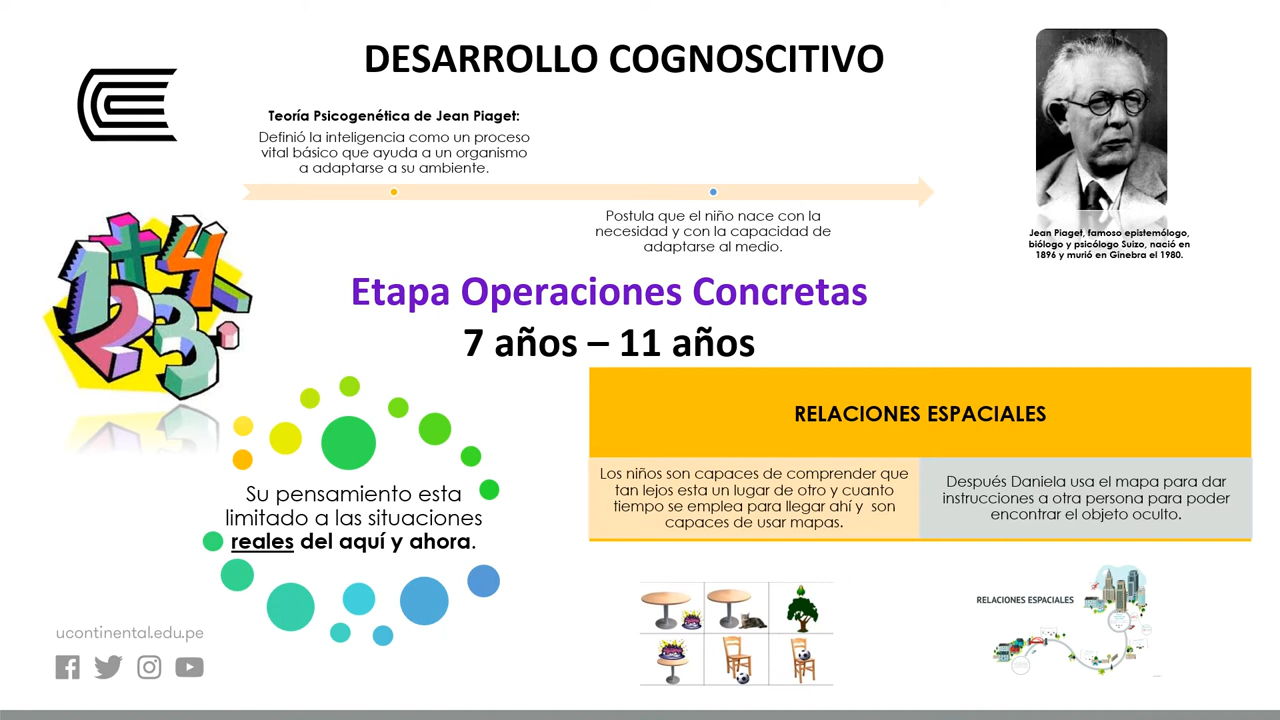 DESARROLLO COGNOSCITIVO
Teoría Psicogenética de Jean Piaget:
Definió la inteligencia como un proceso
vital básico que ayuda a un organismo
a adaptarse a su ambiente.
Postula que el niño nace con la
necesidad y con la capacidad de
adaptarse al medio.
Jean Piaget, famoso epistemólogo,
biólogo y psicólogo Suizo, nació en
1896 y murió en Ginebra el 1980.
1 2 3 4
Etapa Operaciones Concretas
7 años – 11 años
Su pensamiento esta
limitado a las situaciones
reales del aquí y ahora.
RELACIONES ESPACIALES
Los niños son capaces de comprender que
tan lejos esta un lugar de otro y cuanto
tiempo se emplea para llegar ahí y son
capaces de usar mapas.
Después Daniela usa el mapa para dar
instrucciones a otra persona para poder
encontrar el objeto oculto.
RELACIONES ESPACIALES
ucontinental.edu.pe